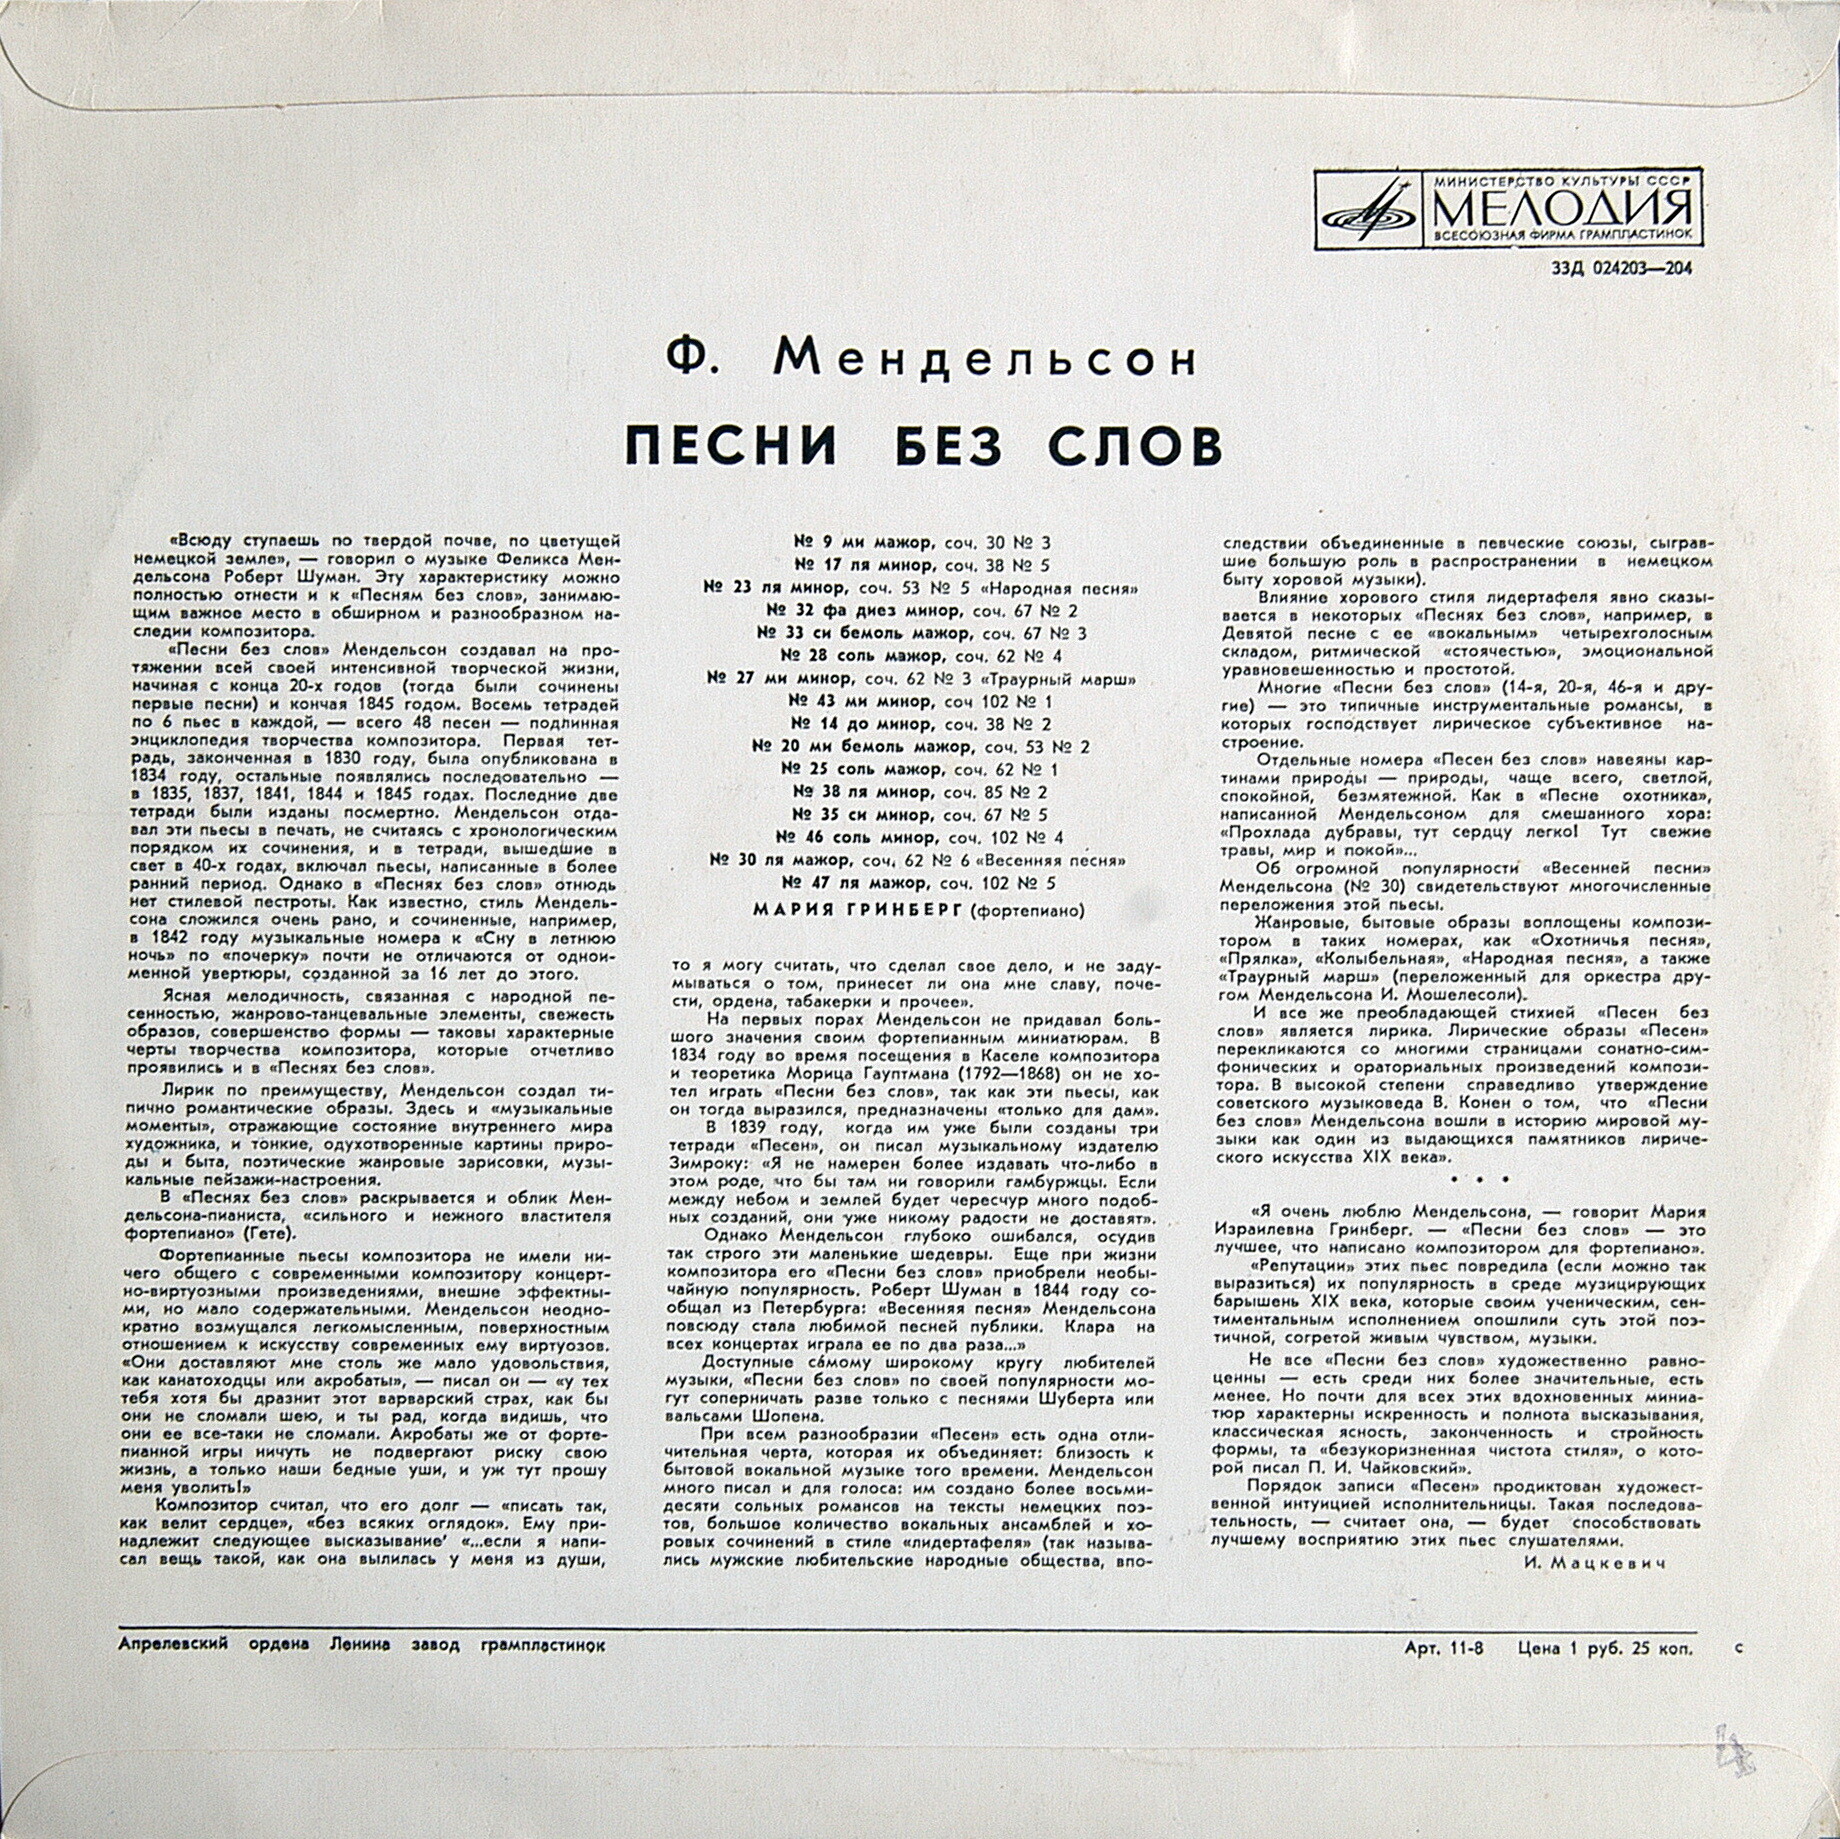 МИНИСТЕРСТВО КУЛЬТУРЫ СССР
МЕЛОДИЯ
ВСЕСОЮЗНАЯ ФИРМА ГРАМПЛАСТИНОК
33Д 024203—204
Ф. Мендельсон
ПЕСНИ БЕЗ СЛОВ
«Всюду ступаешь по твердой почве, по цветущей
немецкой земле», — говорил о музыке Феликса Мен-
дельсона Роберт Шуман. Эту характеристику можно
полностью отнести и к «Песням без слов», занимаю-
щим важное место в обширном и разнообразном на-
следии композитора.
«Песни без слов» Мендельсон создавал на про-
тяжении всей своей интенсивной творческой жизни,
начиная с конца 20-х годов (тогда были сочинены
первые песни) и кончая 1845 годом. Восемь тетрадей
по 6 пьес в каждой, — всего 48 песен — подлинная
энциклопедия творчества композитора. Первая тет-
радь, законченная в 1830 году, была опубликована в
1834 году, остальные появлялись последовательно —
в 1835, 1837, 1841, 1844 и 1845 годах. Последние две
тетради были изданы посмертно. Мендельсон отда-
вал эти пьесы в печать, не считаясь с хронологическим
порядком их сочинения, и в тетради, вышедшие в
свет в 40-х годах, включал пьесы, написанные в более
ранний период. Однако в «Песнях без слов» отнюдь
нет стилевой пестроты. Как известно, стиль Мендель-
сона сложился очень рано, и сочиненные, например,
в 1842 году музыкальные номера к «Сну в летнюю
ночь» по «почерку» почти не отличаются от однои-
менной увертюры, созданной за 16 лет до этого.
Ясная мелодичность, связанная с народной пе-
сенностью, жанрово-танцевальные элементы, свежесть
образов, совершенство формы — таковы характерные
черты творчества композитора, которые отчетливо
проявились и в «Песнях без слов».
Лирик по преимуществу, Мендельсон создал ти-
пично романтические образы. Здесь и «музыкальные
моменты», отражающие состояние внутреннего мира
художника, и тонкие, одухотворенные картины приро-
ды и быта, поэтические жанровые зарисовки, музы-
кальные пейзажи-настроения.
В «Песнях без слов» раскрывается и облик Мен-
дельсона-пианиста, «сильного и нежного властителя
фортепиано» (Гете).
Фортепианные пьесы композитора не имели ни-
чего общего с современными композитору концерт-
но-виртуозными произведениями, внешне эффектны-
ми, но мало содержательными. Мендельсон неодно-
кратно возмущался легкомысленным, поверхностным
отношением к искусству современных ему виртуозов.
«Они доставляют мне столь же мало удовольствия,
как канатоходцы или акробаты», — писал он — «у тех
тебя хотя бы дразнит этот варварский страх, как бы
они не сломали шею, и ты рад, когда видишь, что
они ее все-таки не сломали. Акробаты же от форте-
пианной игры ничуть не подвергают риску свою
жизнь, а только наши бедные уши, и уж тут прошу
меня уволить!»
Композитор считал, что его долг — «писать так,
как велит сердце», «без всяких оглядок». Ему при-
надлежит следующее высказывание' «...если я напи-
сал вещь такой, как она вылилась у меня из души,
№ 9 ми мажор, соч. 30 № 3
№ 17 ля минор, соч. 38 № 5
№ 23 ля минор, соч. 53 № 5 «Народная песня»
№ 32 фа диез минор, соч. 67 № 2
№ 33 си бемоль мажор, соч. 67 № 3
№ 28 соль мажор, соч. 62 № 4
№ 27 ми минор, соч. 62 № 3 «Траурный марш»
№ 43 ми минор, соч 102 № 1
№ 14 до минор, соч. 38 № 2
№ 20 ми бемоль мажор, соч. 53 № 2
№ 25 соль мажор, соч. 62 № 1
№ 38 ля минор, соч. 85 № 2
№ 35 си минор, соч. 67 № 5
№ 46 соль минор, соч. 102 № 4
№ 30 ля мажор, соч. 62 № 6 «Весенняя песня»
№ 47 ля мажор, соч. 102 № 5
МАРИЯ ГРИНБЕРГ (фортепиано)
то я могу считать, что сделал свое дело, и не заду-
мываться о том, принесет ли она мне славу, поче-
сти, ордена, табакерки и прочее».
На первых порах Мендельсон не придавал боль-
шого значения своим фортепианным миниатюрам. В
1834 году во время посещения в Каселе композитора
и теоретика Морица Гауптмана (1792—1868) он не хо-
тел играть «Песни без слов», так как эти пьесы, как
он тогда выразился, предназначены «только для дам».
В 1839 году, когда им уже были созданы три
тетради «Песен», он писал музыкальному издателю
Зимроку: «Я не намерен более издавать что-либо в
этом роде, что бы там ни говорили гамбуржцы. Если
между небом и землей будет чересчур много подоб-
ных созданий, они уже никому радости не доставят».
Однако Мендельсон глубоко ошибался, осудив
так строго эти маленькие шедевры. Еще при жизни
композитора его «Песни без слов» приобрели необы-
чайную популярность. Роберт Шуман в 1844 году со-
общал из Петербурга: «Весенняя песня» Мендельсона
повсюду стала любимой песней публики. Клара на
всех концертах играла ее по два раза...»
Доступные самому широкому кругу любителей
музыки, «Песни без слов» по своей популярности мо-
гут соперничать разве только с песнями Шуберта или
вальсами Шопена.
При всем разнообразии «Песен» есть одна отли-
чительная черта, которая их объединяет: близость к
бытовой вокальной музыке того времени. Мендельсон
много писал и для голоса: им создано более восьми-
десяти сольных романсов на тексты немецких поэ-
тов, большое количество вокальных ансамблей и хо-
ровых сочинений в стиле «лидертафеля» (так называ-
лись мужские любительские народные общества, впо-
следствии объединенные в певческие союзы, сыграв-
шие большую роль в распространении в немецком
быту хоровой музыки).
Влияние хорового стиля лидертафеля явно сказы-
вается в некоторых «Песнях без слов», например, в
Девятой песне с ее «вокальным» четырехголосным
складом, ритмической «стоячестью», эмоциональной
уравновешенностью и простотой.
Многие «Песни без слов» (14-я, 20-я, 46-я и дру-
гие) — это типичные инструментальные романсы, в
которых господствует лирическое субъективное на-
строение.
Отдельные номера «Песен без слов» навеяны кар-
тинами природы — природы, чаще всего, светлой,
спокойной, безмятежной. Как в «Песне охотника»,
написанной Мендельсоном для смешанного хора:
«Прохлада дубравы, тут сердцу легко! Тут свежие
травы, мир и покой»...
Об огромной популярности «Весенней песни»
Мендельсона (№ 30) свидетельствуют многочисленные
переложения этой пьесы.
Жанровые, бытовые образы воплощены компози-
тором в таких номерах, как «Охотничья песня»,
«Прялка», «Колыбельная», «Народная песня», а также
«Траурный марш» (переложенный для оркестра дру-
гом Мендельсона И. Мошелесоли).
И все же преобладающей стихией «Песен без
слов» является лирика. Лирические образы «Песен»
перекликаются со многими страницами сонатно-сим-
фонических и ораториальных произведений компози-
тора. В высокой степени справедливо утверждение
советского музыковеда В. Конен о том, что «Песни
без слов» Мендельсона вошли в историю мировой му-
зыки как один из выдающихся памятников лириче-
ского искусства XIX века».
• • •
«Я очень люблю Мендельсона, — говорит Мария
Израилевна Гринберг. — «Песни без слов» — это
лучшее, что написано композитором для фортепиано».
«Репутации» этих пьес повредила (если можно так
выразиться) их популярность в среде музицирующих
барышень XIX века, которые своим ученическим, сен-
тиментальным исполнением опошлили суть этой поэ-
тичной, согретой живым чувством, музыки.
Не все «Песни без слов» художественно равно-
ценны — есть среди них более значительные, есть
менее. Но почти для всех этих вдохновенных миниа-
тюр характерны искренность и полнота высказывания,
классическая ясность, законченность и стройность
формы, та «безукоризненная чистота стиля», о кото-
рой писал П. И. Чайковский».
Порядок записи «Песен» продиктован художест-
венной интуицией исполнительницы. Такая последова-
тельность, — считает она, — будет способствовать
лучшему восприятию этих пьес слушателями.
И. Мацкевич
Апрелевский ордена Ленина завод грампластинок
Арт. 11-8 Цена 1 руб. 25 коп. с
4